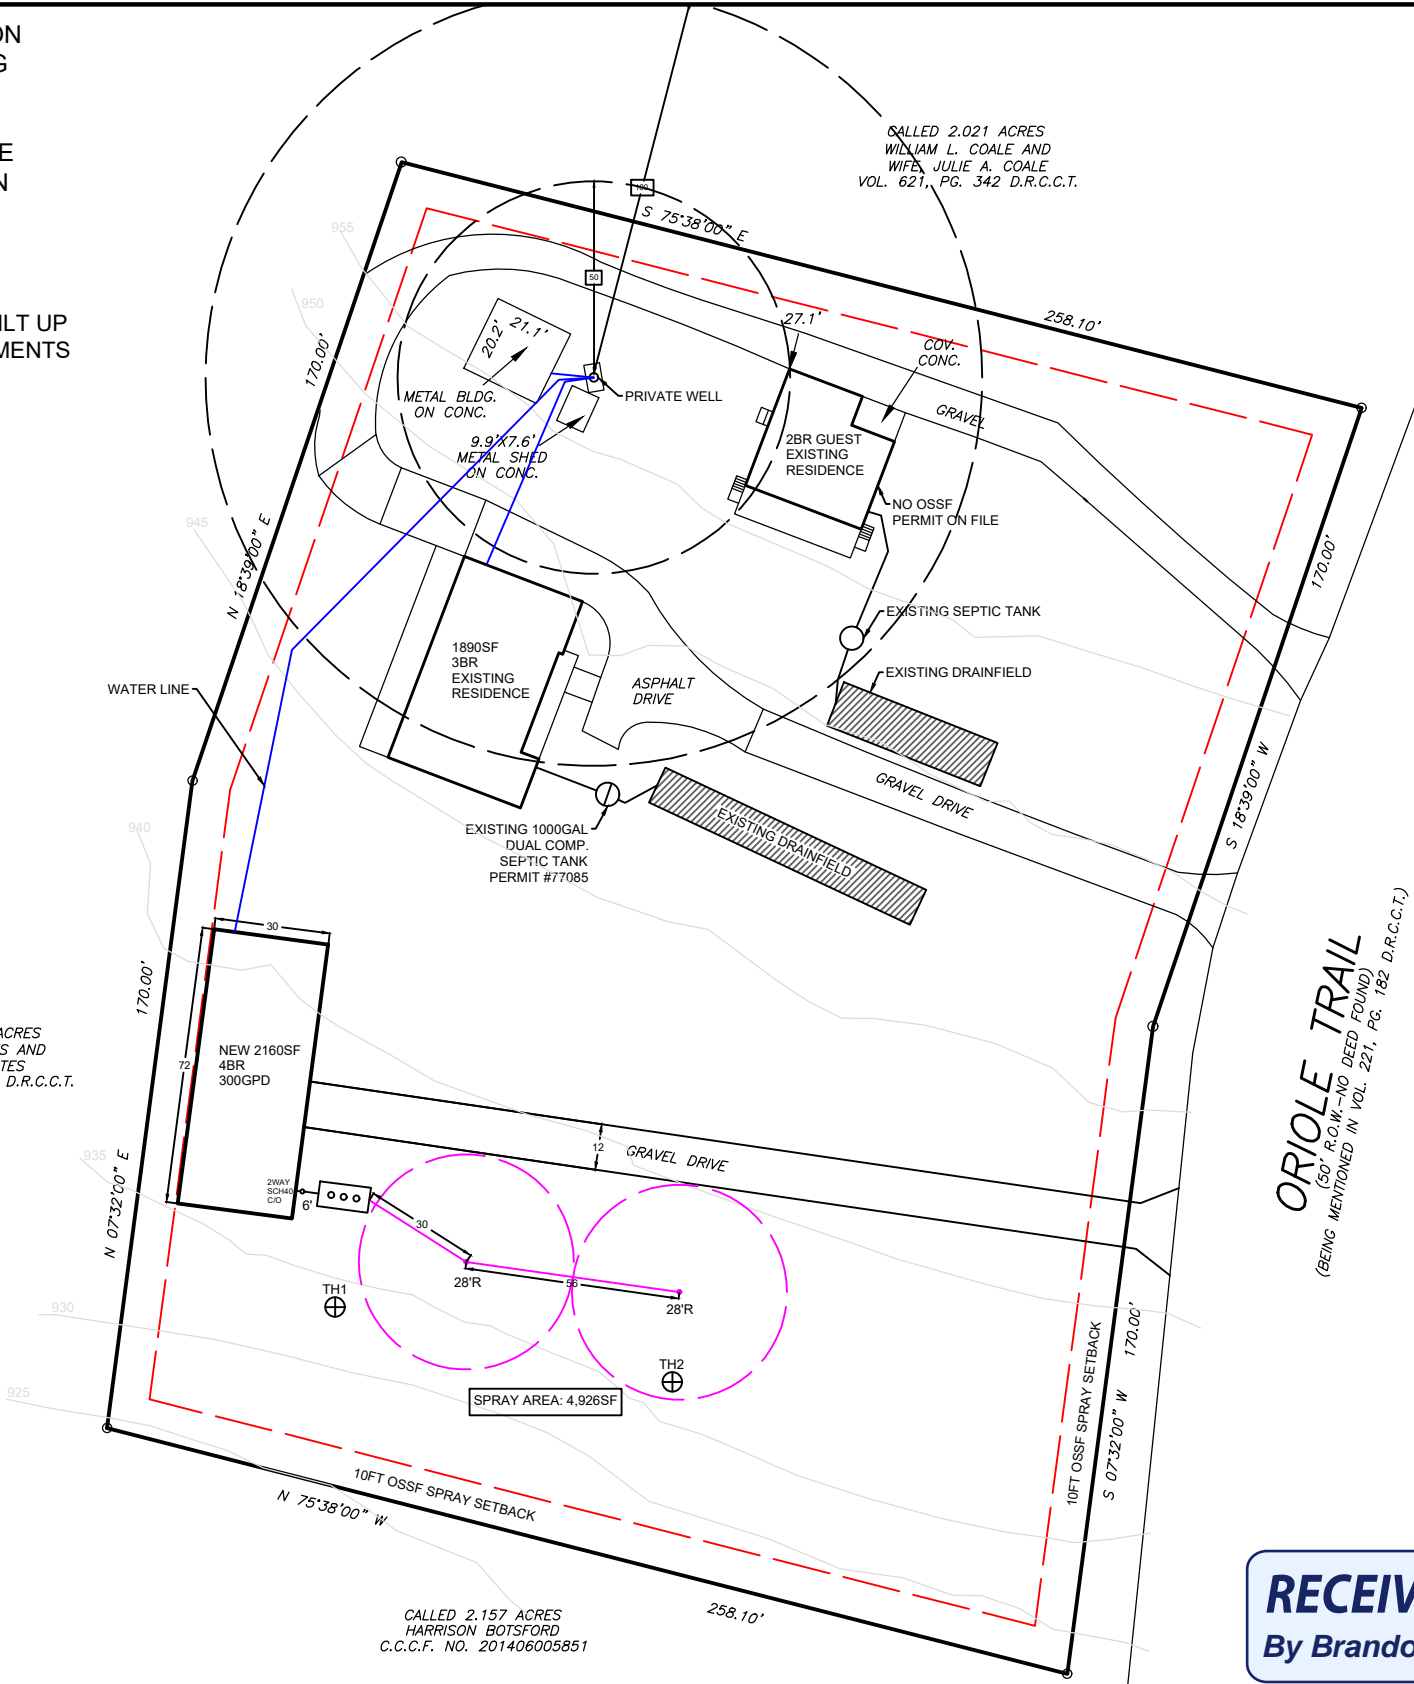 ON
G
E
N
ILT UP
MENTS
CALLED 2.021 ACRES
WILLIAM L. COALE AND
WIFE, JULIE A. COALE
VOL. 621, PG. 342 D.R.C.C.T.
100
S 75°38'00" E
258.10'
955
950
945
940
935
930
925
50
170.00'
N 18°39'00" E
20.2'
21.1'
METAL BLDG.
ON CONC.
9.9'X7.6'
METAL SHED
ON CONC.
PRIVATE WELL
27.1'
COV.
CONC.
GRAVEL
2BR GUEST
EXISTING
RESIDENCE
NO OSSF
PERMIT ON FILE
170.00'
S 18°39'00" W
EXISTING SEPTIC TANK
EXISTING DRAINFIELD
1890SF
3BR
EXISTING
RESIDENCE
ASPHALT
DRIVE
WATER LINE
GRAVEL DRIVE
EXISTING DRAINFIELD
EXISTING 1000GAL
DUAL COMP.
SEPTIC TANK
PERMIT #77085
30
72
170.00'
N 07°32'00" E
ACRES
S AND
TES
D.R.C.C.T.
NEW 2160SF
4BR
300GPD
12
GRAVEL DRIVE
2WAY
SCH40
C/O
6'
30
56
28'R
28'R
TH1
TH2
SPRAY AREA: 4,926SF
10FT OSSF SPRAY SETBACK
N 75°38'00" W
258.10'
10FT OSSF SPRAY SETBACK
170.00'
S 07°32'00" W
ORIOLE TRAIL
(50' R.O.W.-NO DEED FOUND)
(BEING MENTIONED IN VOL. 221, PG. 182 D.R.C.C.T.)
CALLED 2.157 ACRES
HARRISON BOTSFORD
C.C.C.F. NO. 201406005851
RECEIV
By Brando